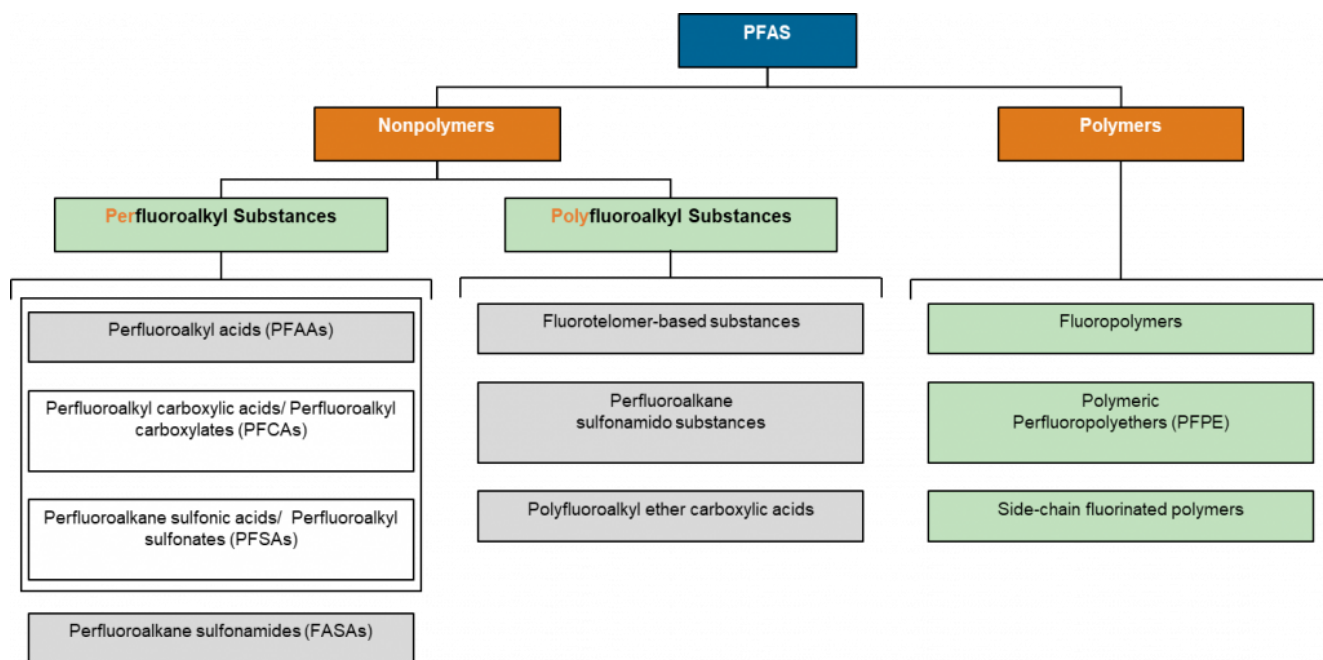 PFAS
Nonpolymers
Polymers
Perfluoroalkyl Substances
Polyfluoroalkyl Substances
Perfluoroalkyl acids (PFAAs)
Fluorotelomer-based substances
Fluoropolymers
Perfluoroalkyl carboxylic acids/ Perfluoroalkyl
carboxylates (PFCAs)
Perfluoroalkane
sulfonamido substances
Polymeric
Perfluoropolyethers (PFPE)
Perfluoroalkane sulfonic acids/ Perfluoroalkyl
sulfonates (PFSAs)
Polyfluoroalkyl ether carboxylic acids
Side-chain fluorinated polymers
Perfluoroalkane sulfonamides (FASAs)